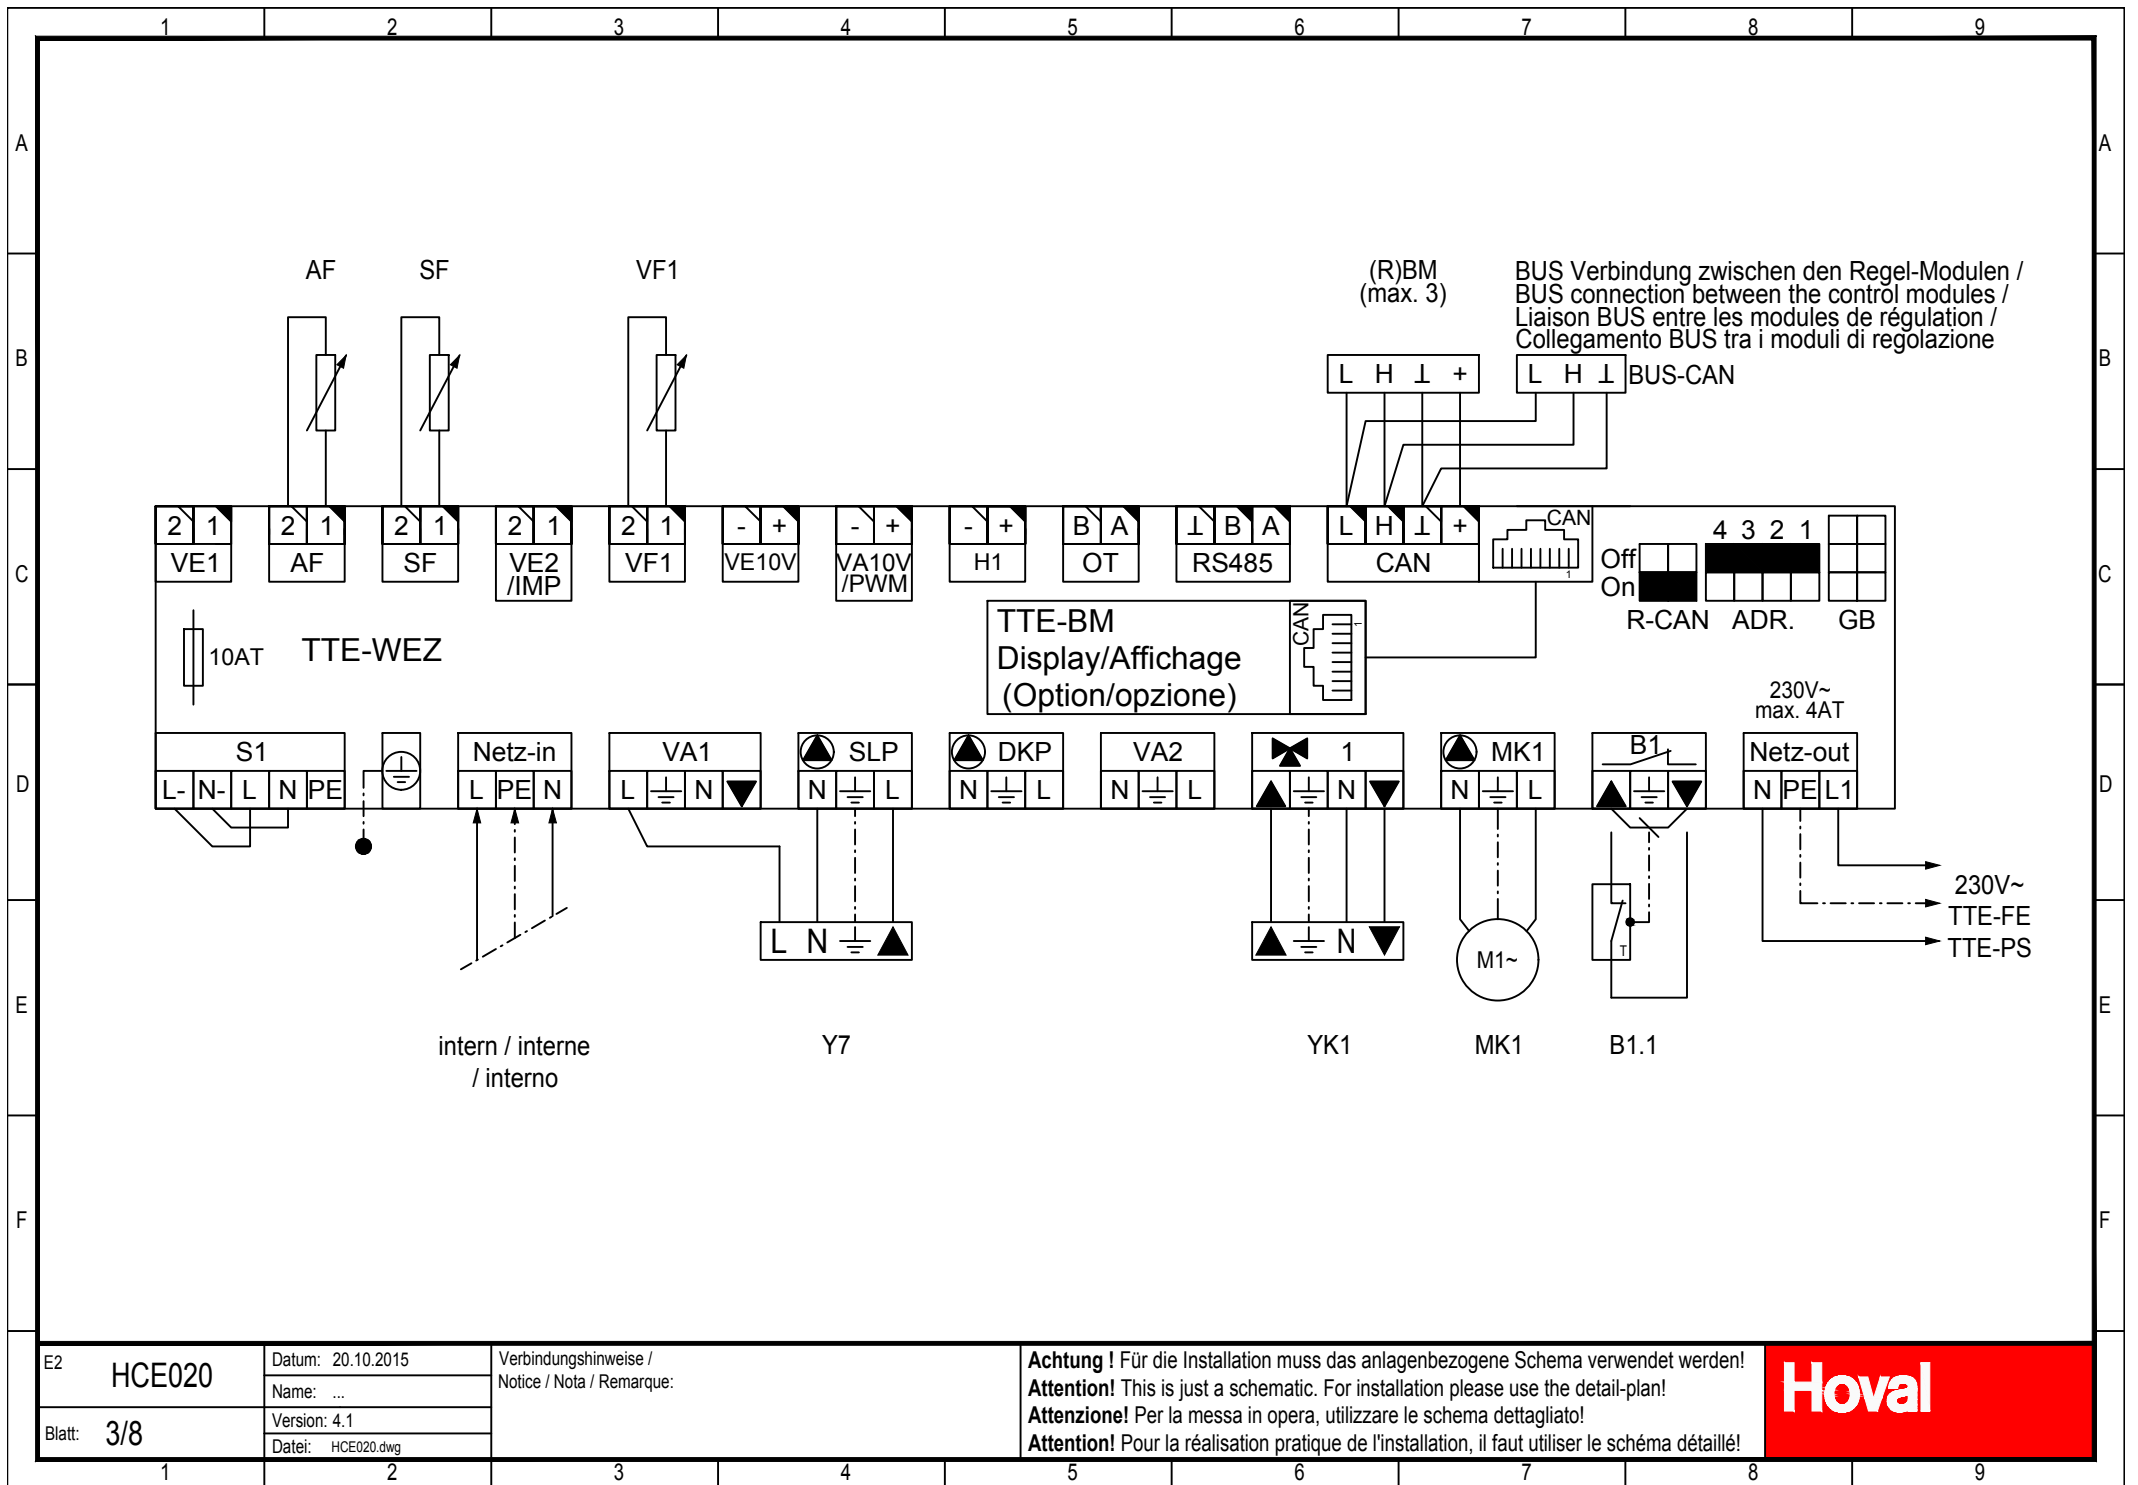 1 2 3 4 5 6 7 8 9
A A
AF SF VF1 (R)BM
(max. 3)
BUS Verbindung zwischen den Regel-Modulen /
BUS connection between the control modules /
Liaison BUS entre les modules de régulation /
Collegamento BUS tra i moduli di regolazione
B B
L H ⊥ + L H ⊥ BUS-CAN
2 1 2 1 2 1 2 1 2 1 - + - + - + B A ⊥ B A L H ⊥ + CAN
1
VE1 AF SF VE2
/IMP
VF1 VE10V VA10V
/PWM
H1 OT RS485 CAN
4 3 2 1
Off
On
R-CAN ADR. GB
C C
10AT TTE-WEZ
TTE-BM
Display/Affichage
(Option/opzione)
CAN
1
230V~
max. 4AT
D D
S1 Netz-in VA1 SLP DKP VA2 1 MK1 B1 Netz-out
L- N- L N PE L PE N L N N L N L N L N N L N PE L1
230V~
TTE-FE
TTE-PS
L N N M1~ T
E E
intern / interne
/ interno
Y7 YK1 MK1 B1.1
F F
E2 HCE020
Blatt: 3/8
Datum: 20.10.2015
Name: ...
Version: 4.1
Datei: HCE020.dwg
Verbindungshinweise /
Notice / Nota / Remarque:
Achtung ! Für die Installation muss das anlagenbezogene Schema verwendet werden!
Attention! This is just a schematic. For installation please use the detail-plan!
Attenzione! Per la messa in opera, utilizzare le schema dettagliato!
Attention! Pour la réalisation pratique de l'installation, il faut utiliser le schéma détaillé!
Hoval
1 2 3 4 5 6 7 8 9